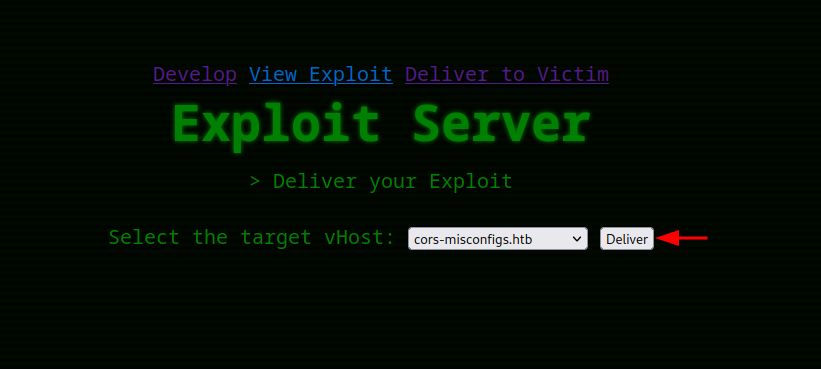 Develop View Exploit Deliver to Victim
Exploit Server
> Deliver your Exploit
Select the target vHost: cors-misconfigs.htb Deliver